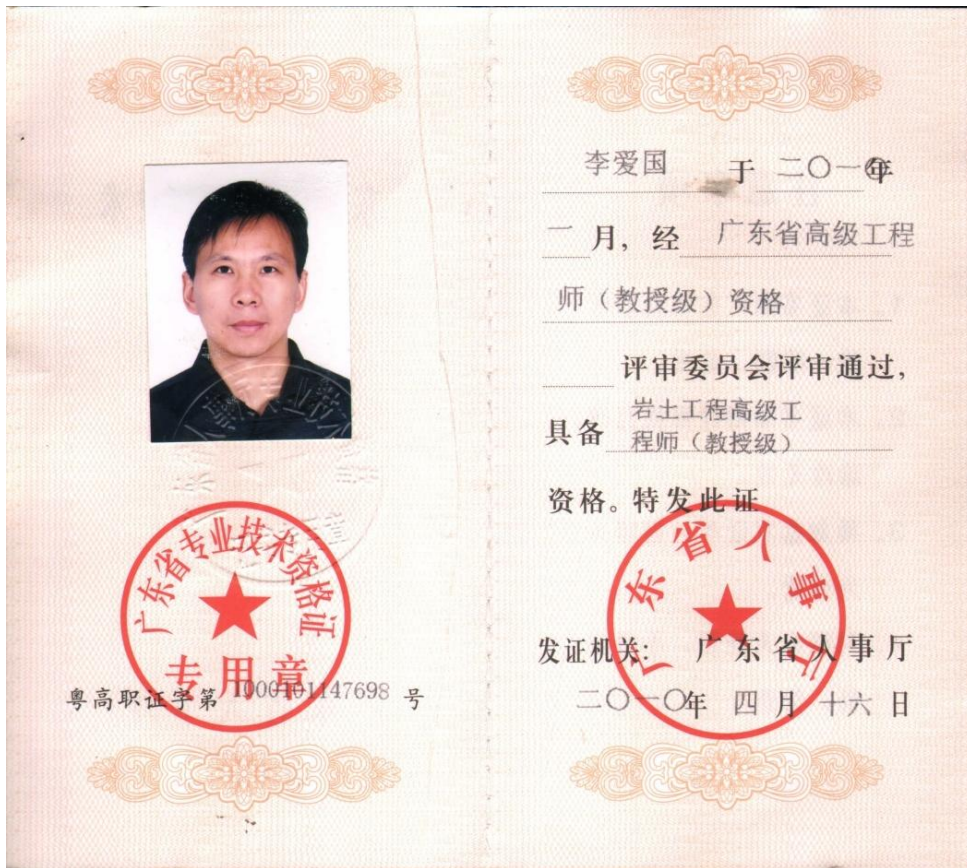 广东省专业技术资格证
专用章
粤高职证字第 1000101147698 号
李爱国 于 二〇一〇年
一月，经 广东省高级工程
师（教授级）资格
评审委员会评审通过，
岩土工程高级工
具备 程师（教授级）
资格。特发此证
广东省人事厅
发证机关：广东省人事厅
二〇一〇年 四 月 十六 日